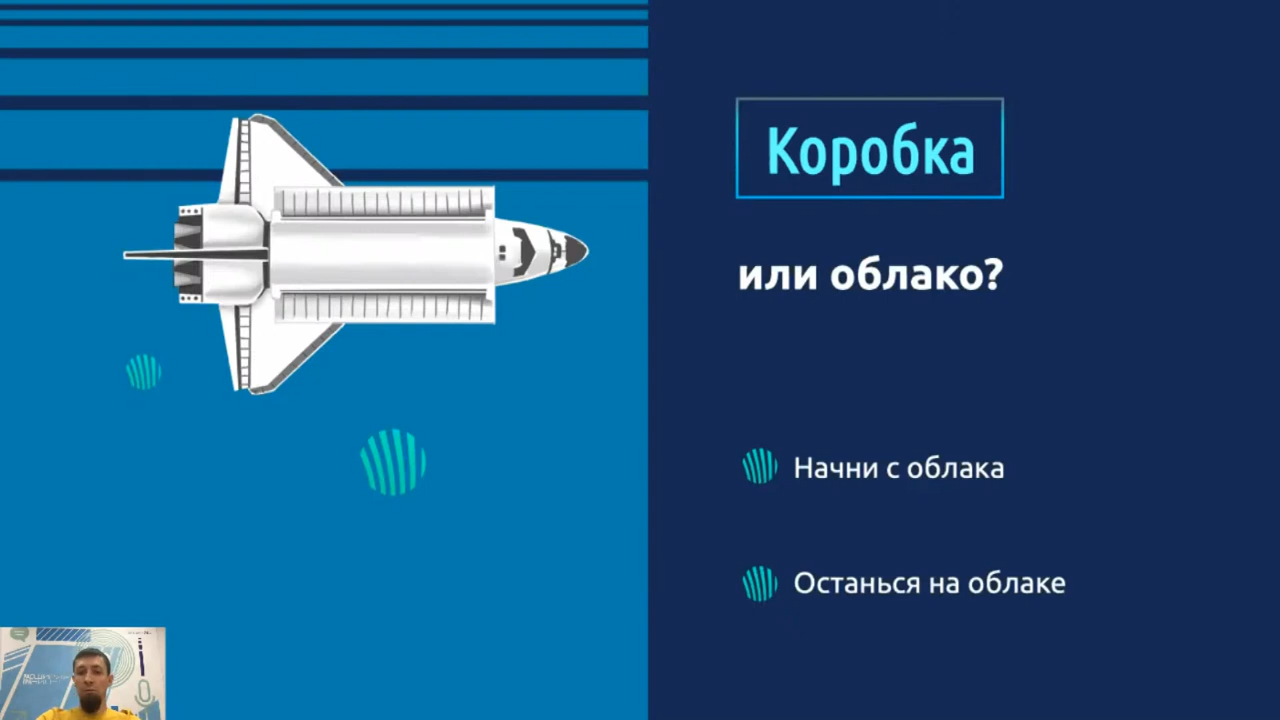 Коробка
или облако?
Начни с облака
Останься на облаке